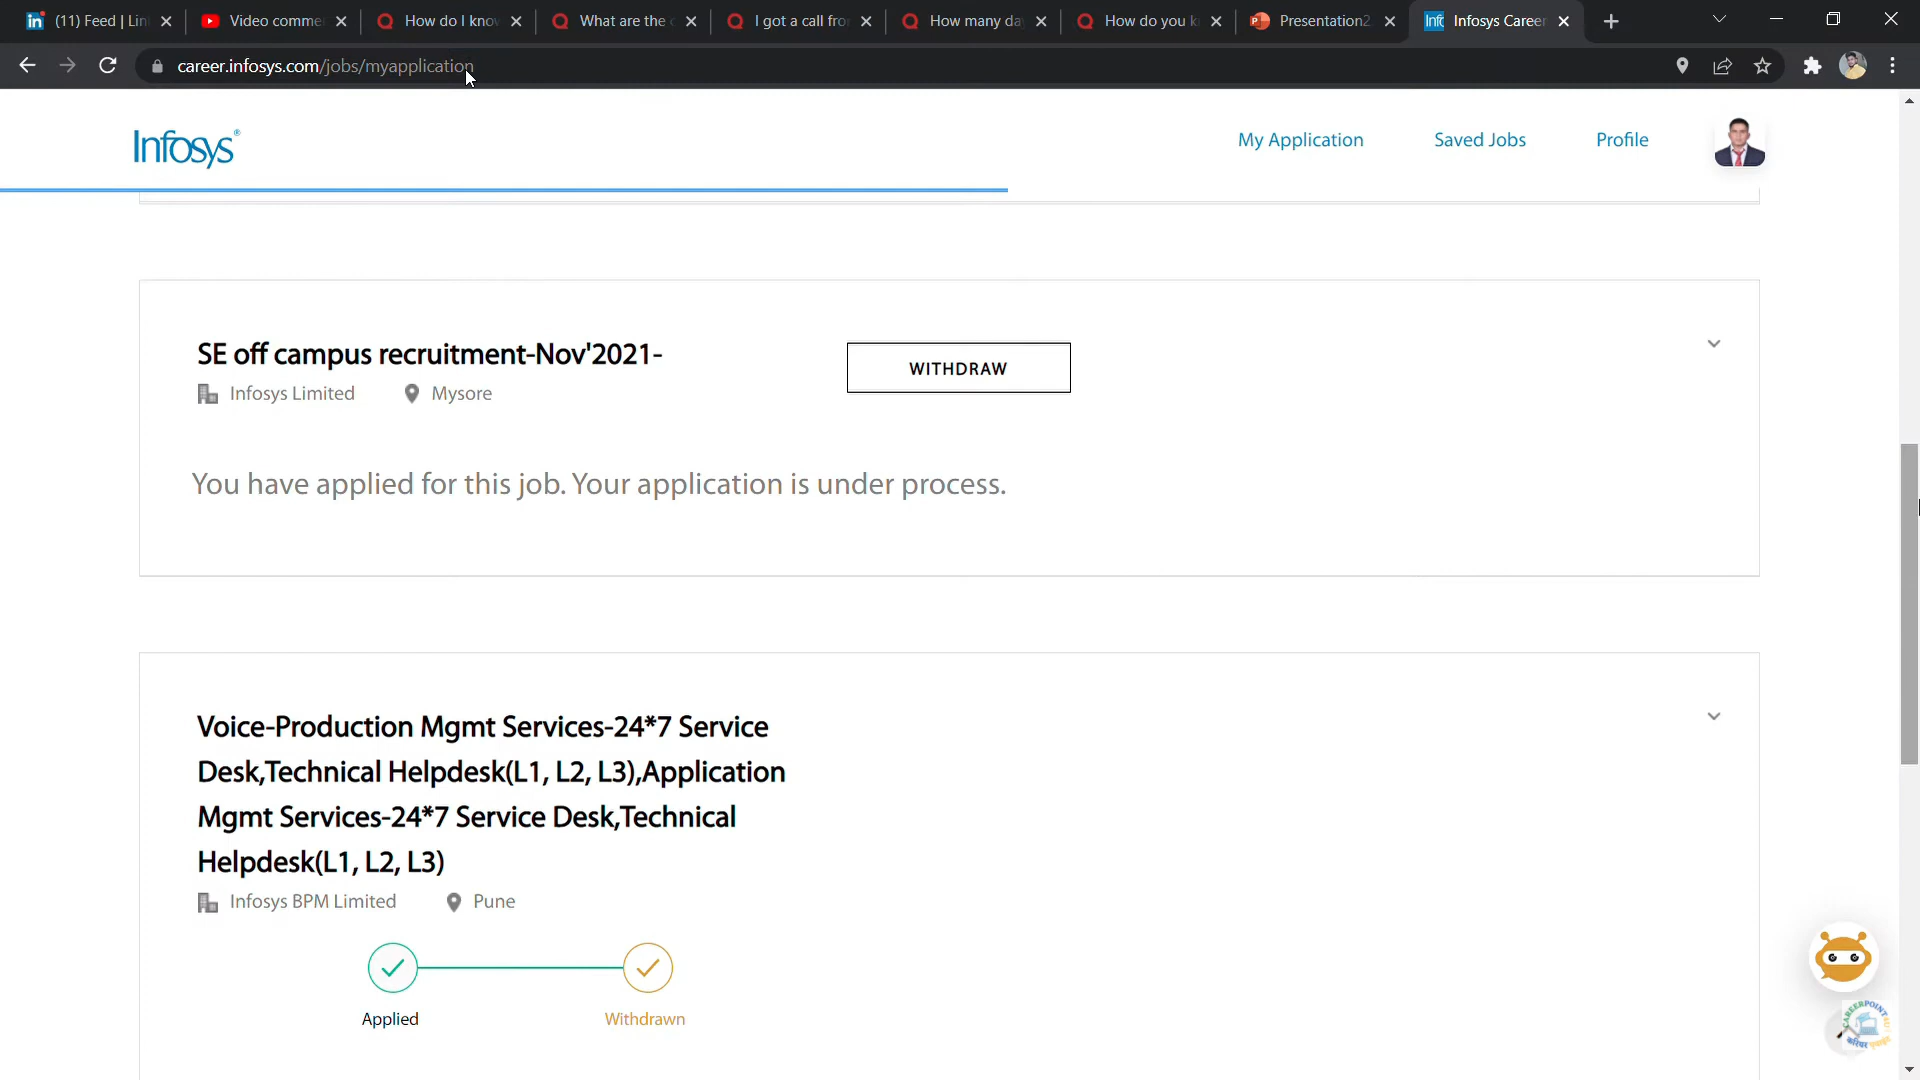 (11) Feed | Lin
Video comme
How do I kno
What are the
I got a call fro
How many da
How do you k
Presentation2
Infosys Career
career.infosys.com/jobs/myapplication
Infosys®
My Application
Saved Jobs
Profile
SE off campus recruitment-Nov'2021-
WITHDRAW
Infosys Limited
Mysore
You have applied for this job. Your application is under process.
Voice-Production Mgmt Services-24*7 Service
Desk,Technical Helpdesk(L1, L2, L3),Application
Mgmt Services-24*7 Service Desk,Technical
Helpdesk(L1, L2, L3)
Infosys BPM Limited
Pune
Applied
Withdrawn
CAREERPOINT